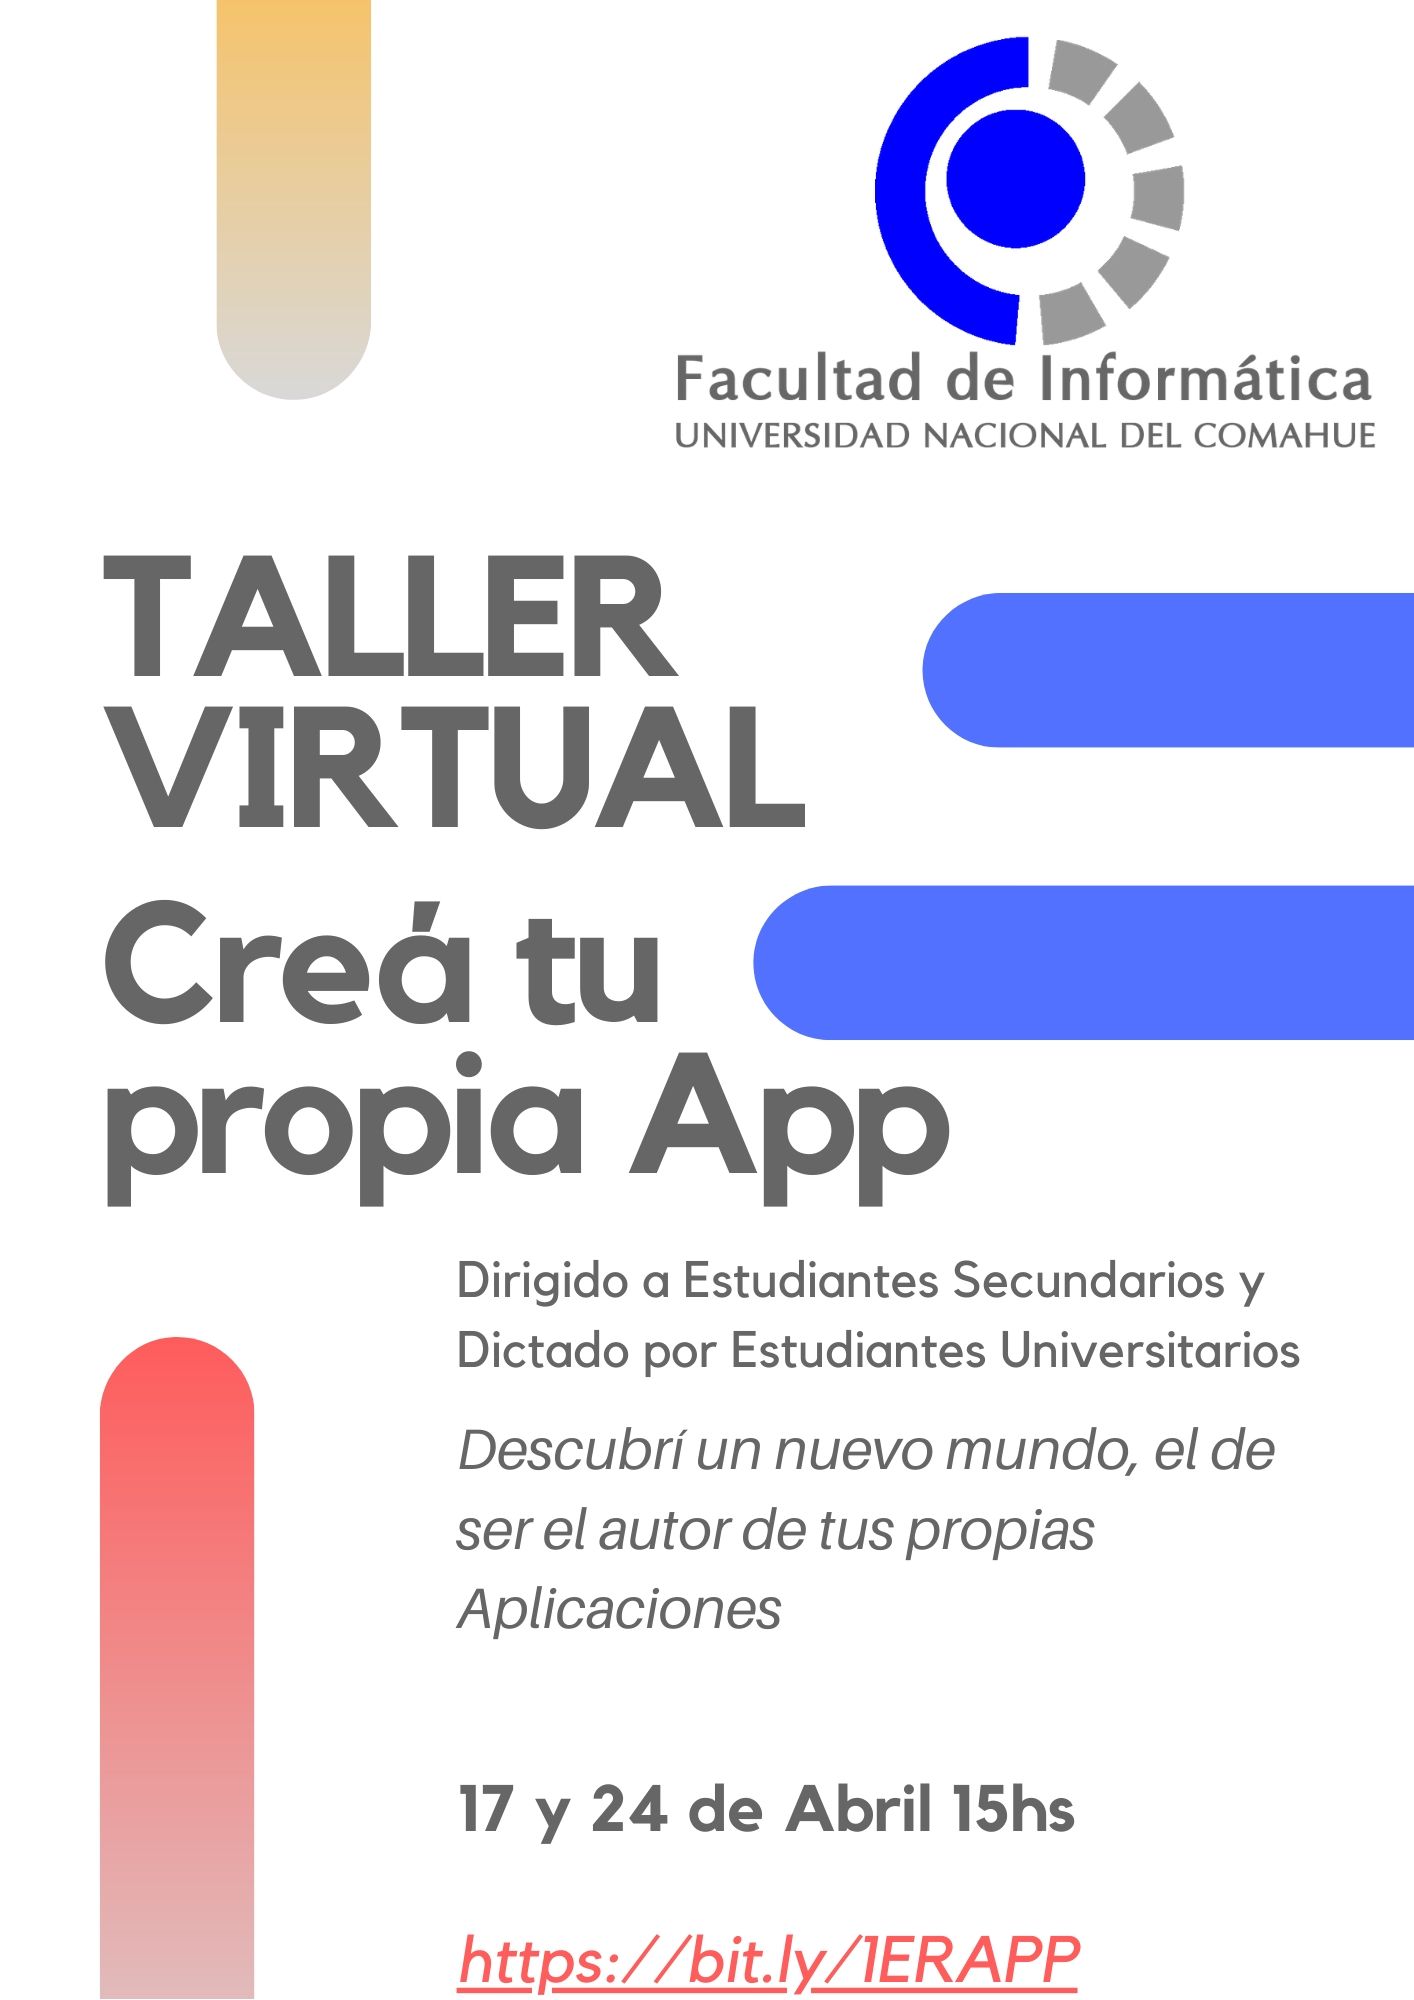 Facultad de Informática
UNIVERSIDAD NACIONAL DEL COMAHUE
TALLER
VIRTUAL
Creá tu
propia App
Dirigido a Estudiantes Secundarios y
Dictado por Estudiantes Universitarios
Descubrí un nuevo mundo, el de
ser el autor de tus propias
Aplicaciones
17 y 24 de Abril 15hs
https://bit.ly/1ERAPP